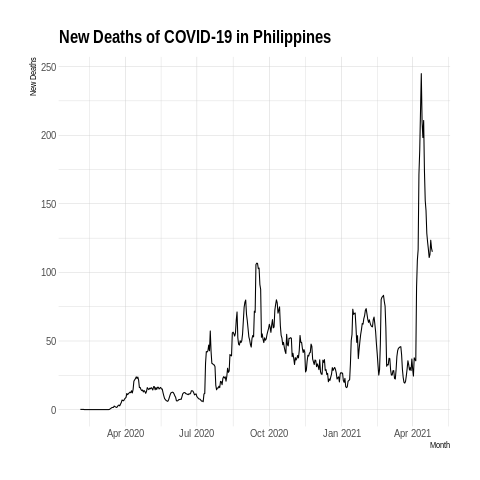 New Deaths of COVID-19 in Philippines
New Deaths
250
200
150
100
50
0
Apr 2020
Jul 2020
Oct 2020
Jan 2021
Apr 2021
Month